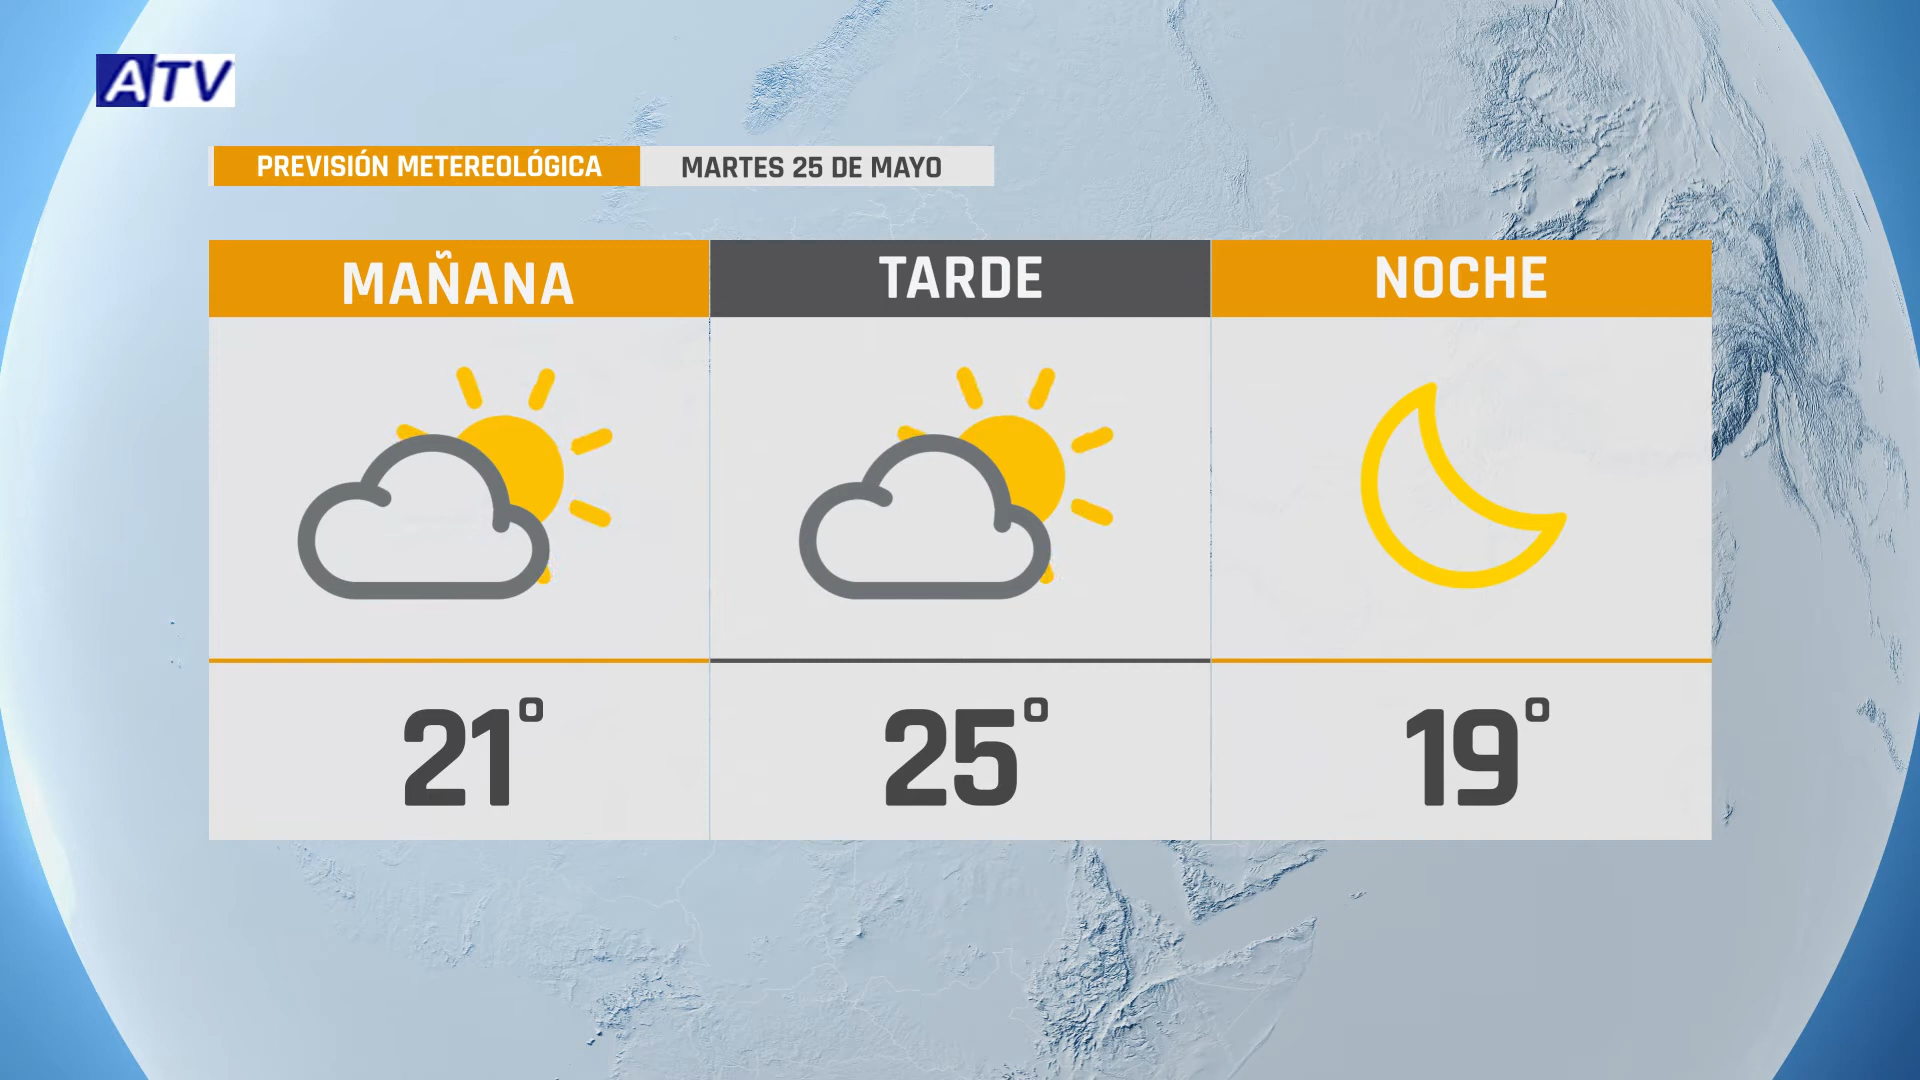 ATV
PREVISIÓN METEREOLÓGICA
MARTES 25 DE MAYO
MAÑANA
TARDE
NOCHE
21°
25°
19°